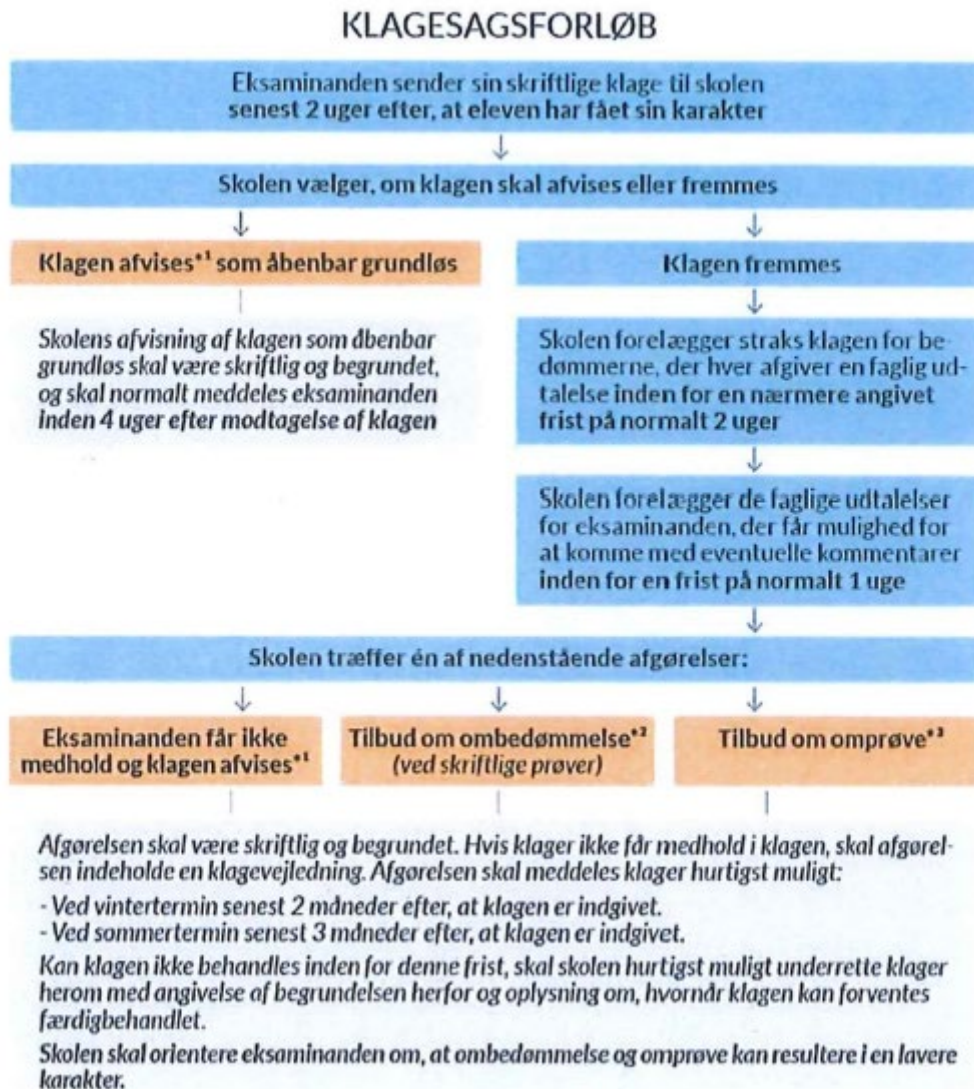 KLAGESAGSFORLØB
Eksaminanden sender sin skriftlige klage til skolen
senest 2 uger efter, at eleven har fået sin karakter
Skolen vælger, om klagen skal afvises eller fremmes
Klagen afvises*¹ som åbenbar grundløs
Klagen fremmes
Skolens afvisning af klagen som åbenbar
grundløs skal være skriftlig og begrundet,
og skal normalt meddeles eksaminanden
inden 4 uger efter modtagelse af klagen
Skolen forelægger straks klagen for be-
dømmerne, der hver afgiver en faglig ud-
talelse inden for en nærmere angivet
frist på normalt 2 uger
Skolen forelægger de faglige udtalelser
for eksaminanden, der får mulighed for
at komme med eventuelle kommentarer
inden for en frist på normalt 1 uge
Skolen træffer én af nedenstående afgørelser:
Eksaminanden får ikke
medhold og klagen afvises*¹
Tilbud om ombedømmelse*²
(ved skriftlige prøver)
Tilbud om omprøve*³
Afgørelsen skal være skriftlig og begrundet. Hvis klager ikke får medhold i klagen, skal afgørel-
sen indeholde en klagevejledning. Afgørelsen skal meddeles klager hurtigst muligt:
- Ved vintertermin senest 2 måneder efter, at klagen er indgivet.
- Ved sommertermin senest 3 måneder efter, at klagen er indgivet.
Kan klagen ikke behandles inden for denne frist, skal skolen hurtigst muligt underrette klager
herom med angivelse af begrundelsen herfor og oplysning om, hvornår klagen kan forventes
færdigbehandlet.
Skolen skal orientere eksaminanden om, at ombedømmelse og omprøve kan resultere i en lavere
karakter.